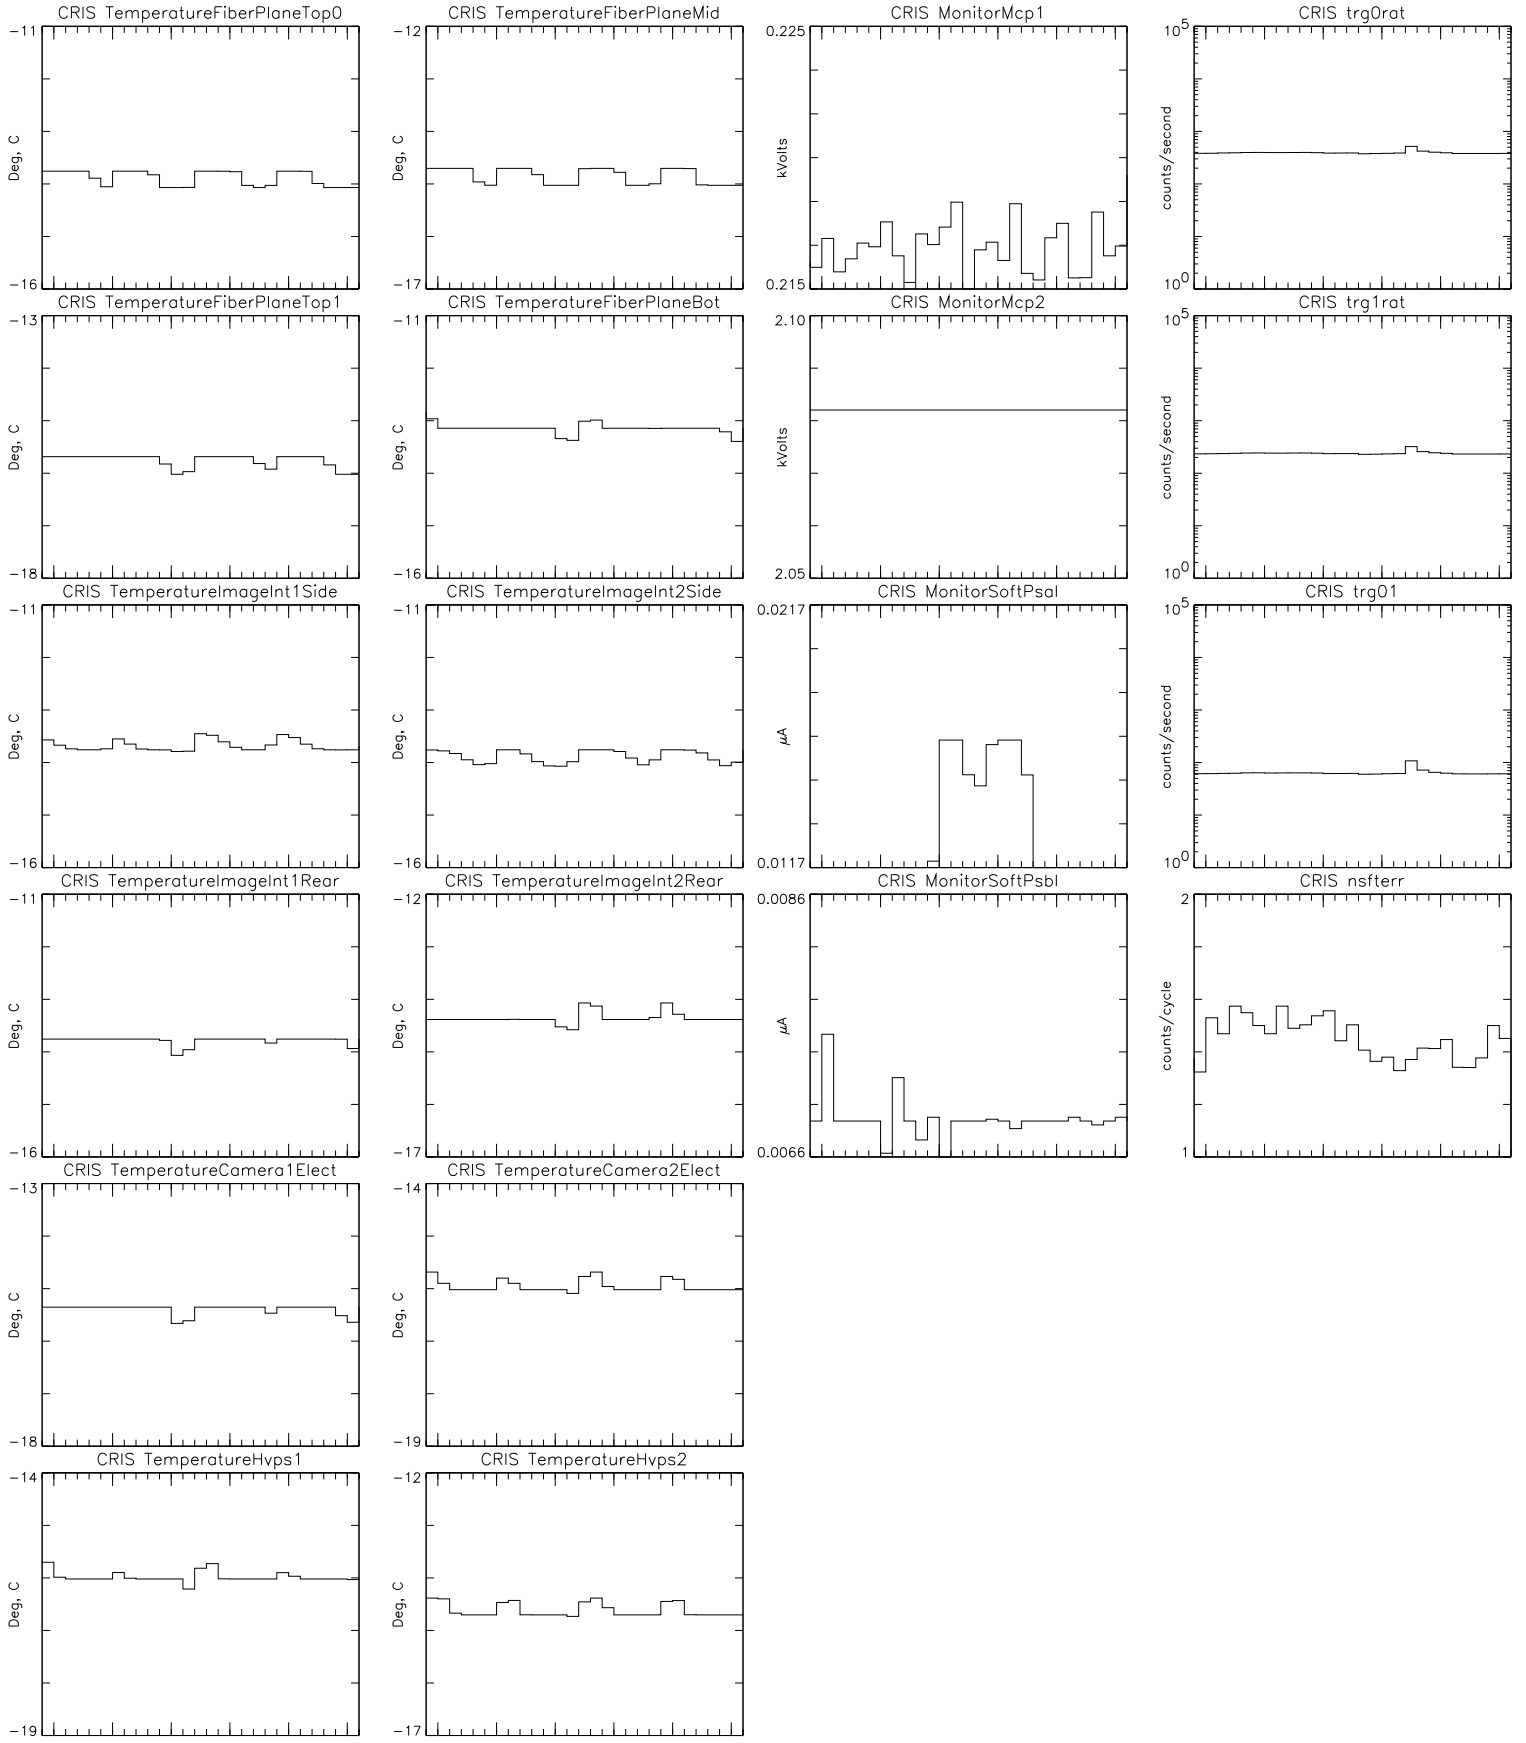 CRIS TemperatureFiberPlaneTop0
-11
Deg, C
-16
CRIS TemperatureFiberPlaneMid
-12
Deg, C
-17
CRIS MonitorMcp1
0.225
kVolts
0.215
CRIS trg0rat
10^5
counts/second
10^0
CRIS TemperatureFiberPlaneTop1
-13
Deg, C
-18
CRIS TemperatureFiberPlaneBot
-11
Deg, C
-16
CRIS MonitorMcp2
2.10
kVolts
2.05
CRIS trg1rat
10^5
counts/second
10^0
CRIS TemperatureImageInt1Side
-11
Deg, C
-16
CRIS TemperatureImageInt2Side
-11
Deg, C
-16
CRIS MonitorSoftPsaI
0.0217
μA
0.0117
CRIS trg01
10^5
counts/second
10^0
CRIS TemperatureImageInt1Rear
-11
Deg, C
-16
CRIS TemperatureImageInt2Rear
-12
Deg, C
-17
CRIS MonitorSoftPsbI
0.0086
μA
0.0066
CRIS nsfterr
2
counts/cycle
1
CRIS TemperatureCamera1Elect
-13
Deg, C
-18
CRIS TemperatureCamera2Elect
-14
Deg, C
-19
CRIS TemperatureHvps1
-14
Deg, C
-19
CRIS TemperatureHvps2
-12
Deg, C
-17